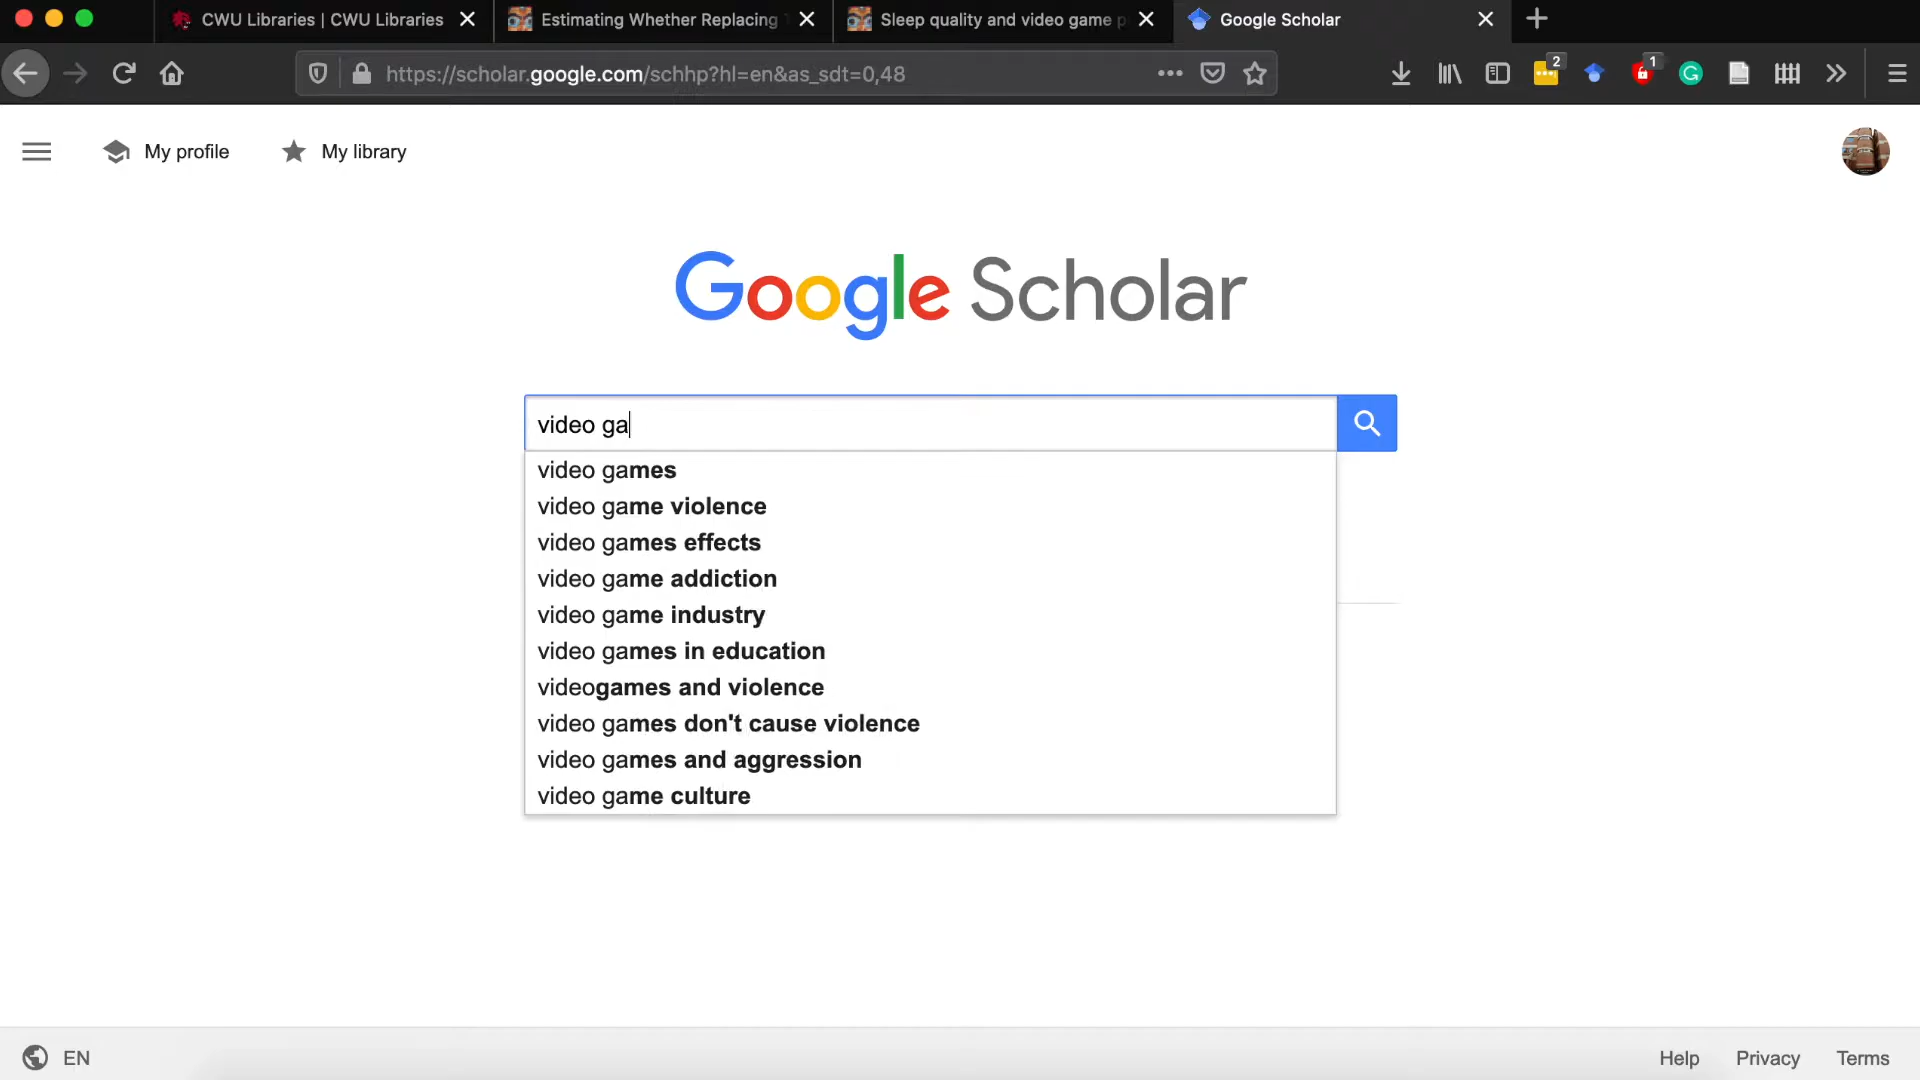 CWU Libraries | CWU Libraries
Estimating Whether Replacing
Sleep quality and video game p
Google Scholar
https://scholar.google.com/schhp?hl=en&as_sdt=0,48
2
1
My profile
My library
Google Scholar
video ga
video games
video game violence
video games effects
video game addiction
video game industry
video games in education
videogames and violence
video games don't cause violence
video games and aggression
video game culture
EN
Help
Privacy
Terms